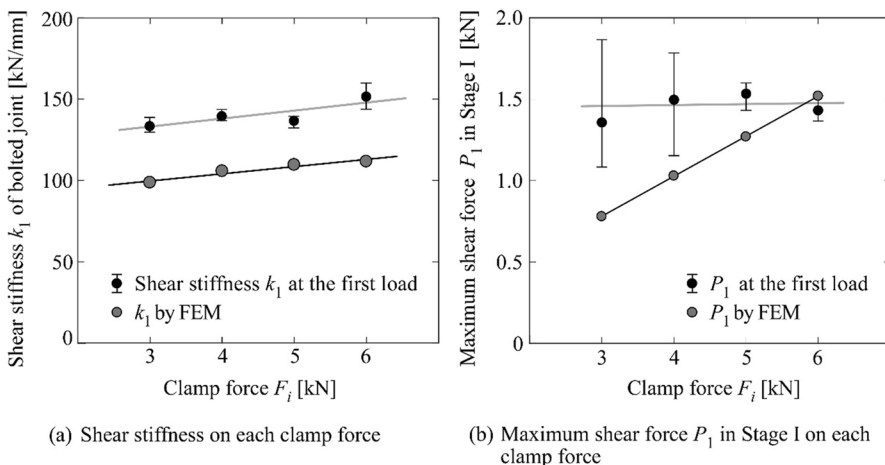 Shear stiffness k1 of bolted joint [kN/mm]
200
150
100
50
0
3
4
5
6
Clamp force Fi [kN]
Shear stiffness k1 at the first load
k1 by FEM
(a) Shear stiffness on each clamp force
Maximum shear force P1 in Stage I [kN]
2.0
1.5
1.0
0.5
0
3
4
5
6
Clamp force Fi [kN]
P1 at the first load
P1 by FEM
(b) Maximum shear force P1 in Stage I on each
clamp force